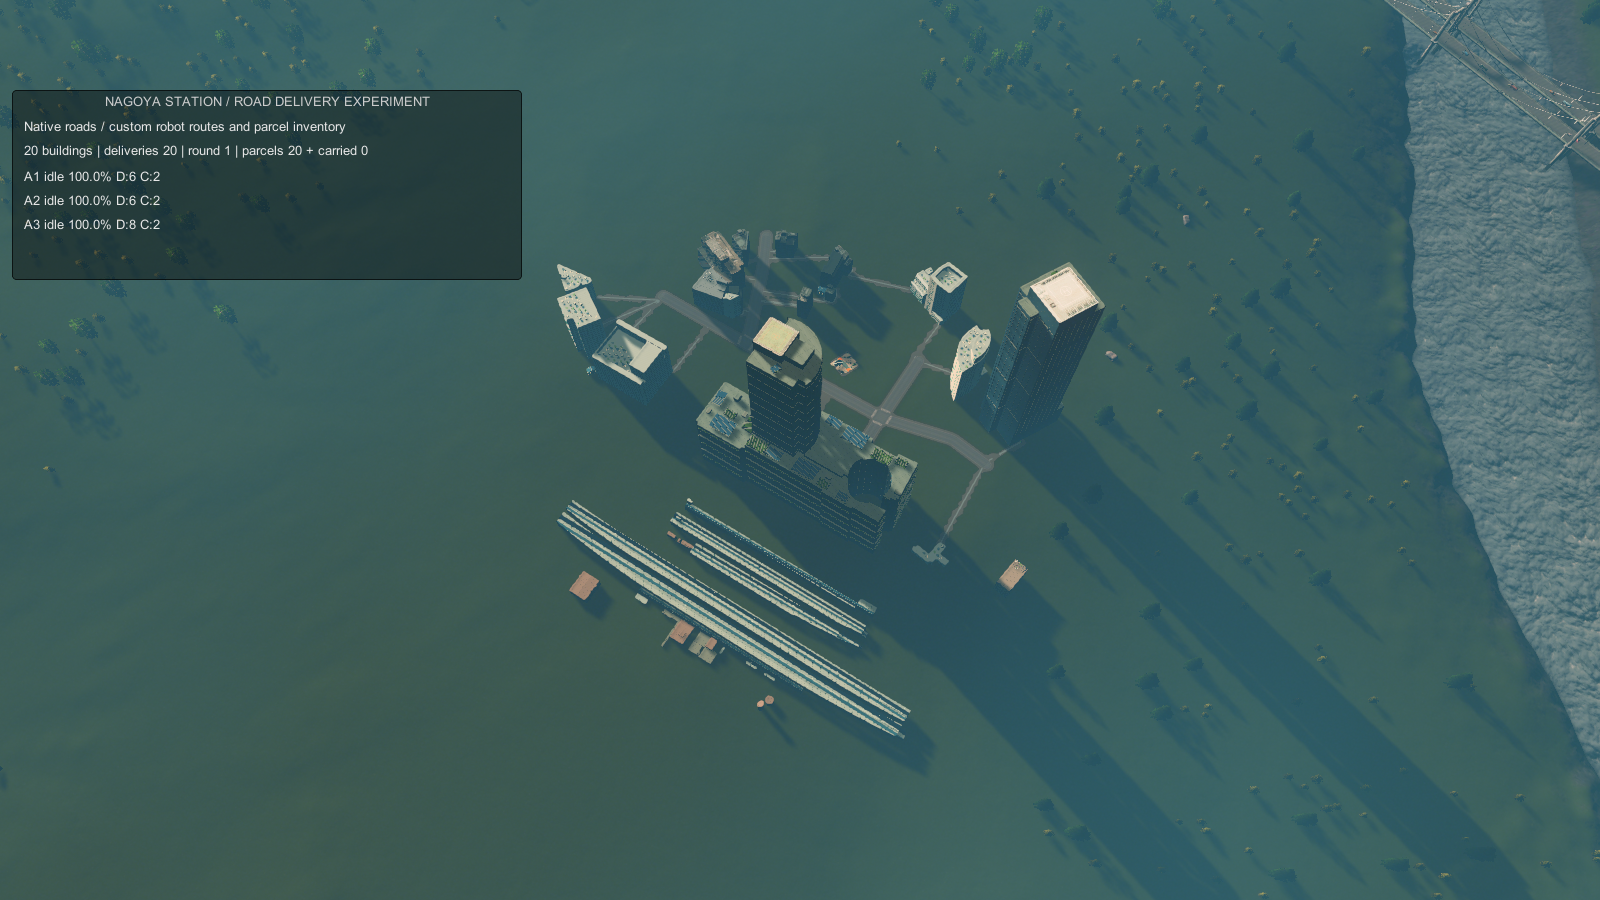 NAGOYA STATION / ROAD DELIVERY EXPERIMENT
Native roads / custom robot routes and parcel inventory
20 buildings | deliveries 20 | round 1 | parcels 20 + carried 0
A1 idle 100.0% D:6 C:2
A2 idle 100.0% D:6 C:2
A3 idle 100.0% D:8 C:2